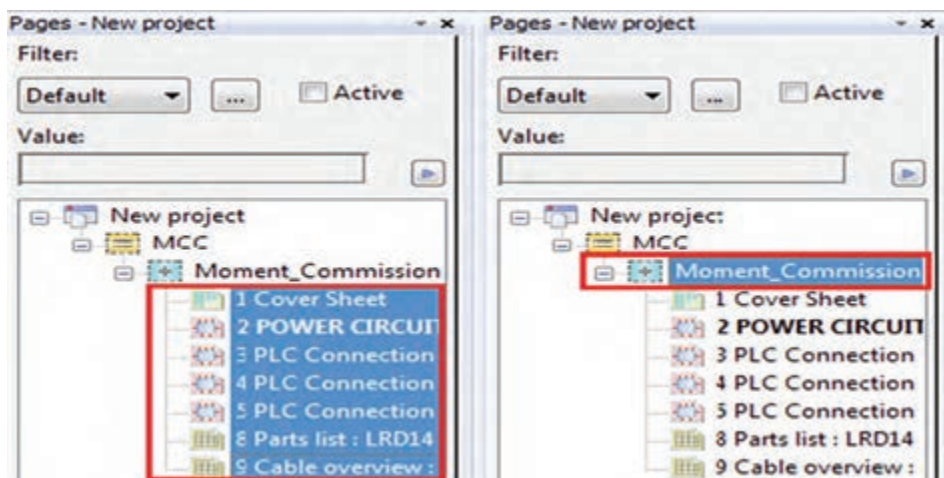 Pages - New project
Filter:
Default
...
Active
Value:
New project
MCC
Moment_Commission
1 Cover Sheet
2 POWER CIRCUIT
3 PLC Connection
4 PLC Connection
5 PLC Connection
8 Parts list : LRD14
9 Cable overview :
Pages - New project
Filter:
Default
...
Active
Value:
New project
MCC
Moment_Commission
1 Cover Sheet
2 POWER CIRCUIT
3 PLC Connection
4 PLC Connection
5 PLC Connection
8 Parts list : LRD14
9 Cable overview :